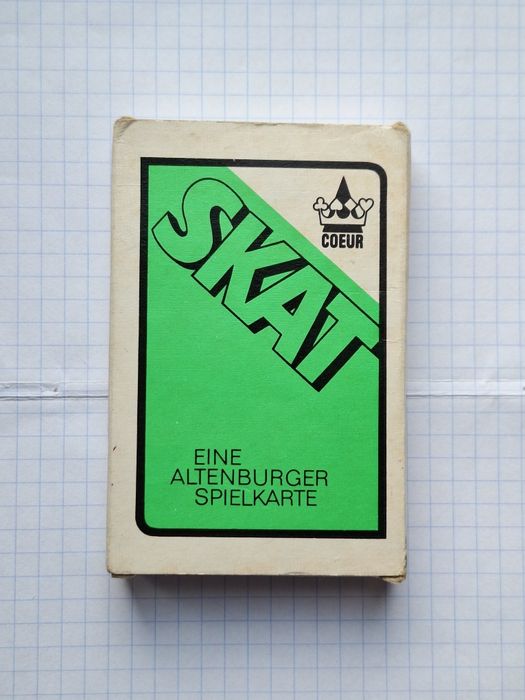 COEUR
SKAT
EINE
ALTENBURGER
SPIELKARTE